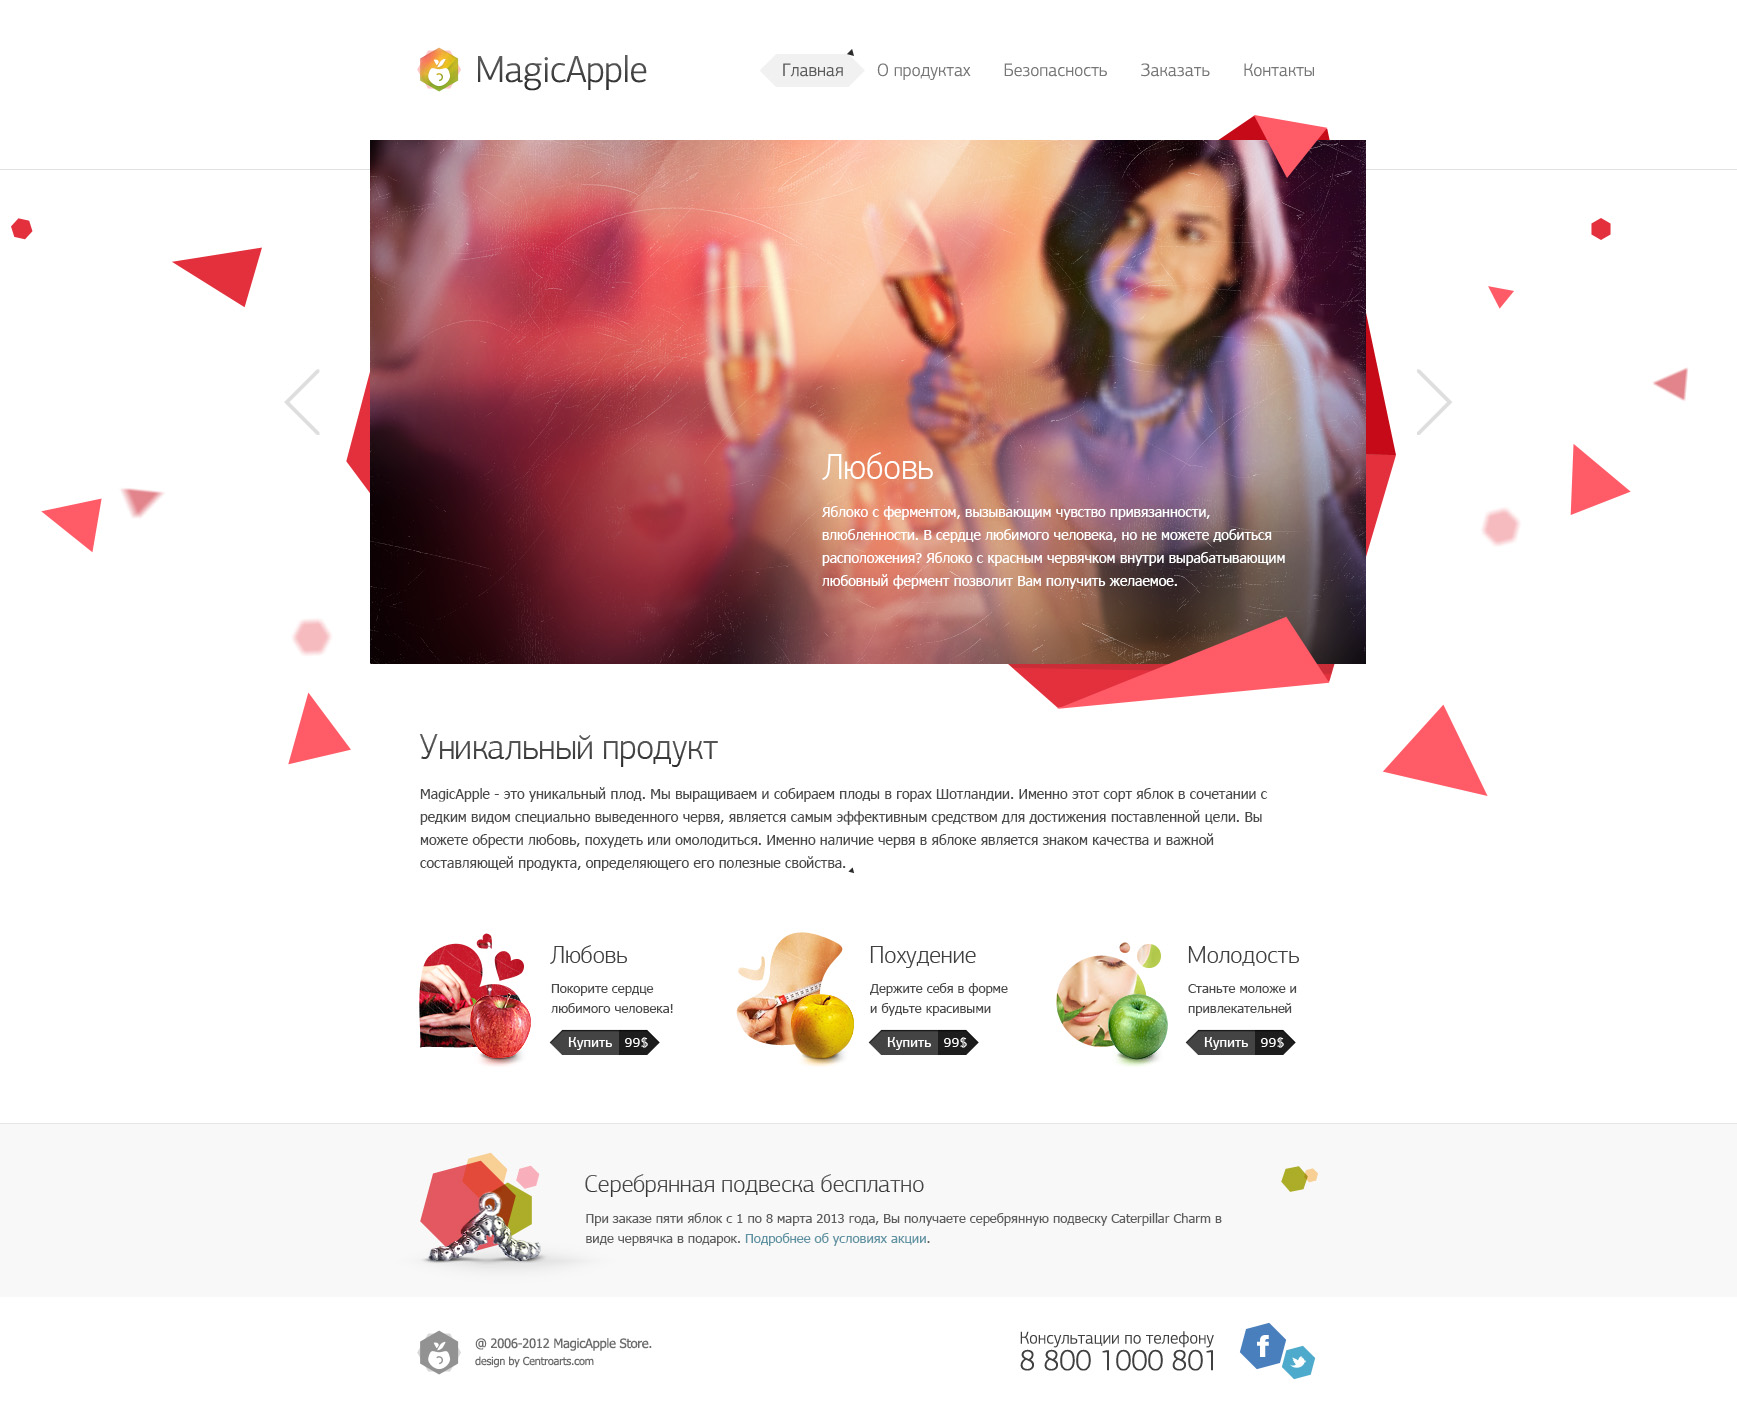 MagicApple
Главная О продуктах Безопасность Заказать Контакты
Любовь
Яблоко с ферментом, вызывающим чувство привязанности,
влюбленности. В сердце любимого человека, но не можете добиться
расположения? Яблоко с красным червячком внутри вырабатывающим
любовный фермент позволит Вам получить желаемое.
Уникальный продукт
MagicApple - это уникальный плод. Мы выращиваем и собираем плоды в горах Шотландии. Именно этот сорт яблок в сочетании с
редким видом специально выведенного червя, является самым эффективным средством для достижения поставленной цели. Вы
можете обрести любовь, похудеть или омолодиться. Именно наличие червя в яблоке является знаком качества и важной
составляющей продукта, определяющего его полезные свойства.
Любовь
Покорите сердце
любимого человека!
Купить 99$
Похудение
Держите себя в форме
и будьте красивыми
Купить 99$
Молодость
Станьте моложе и
привлекательней
Купить 99$
Серебрянная подвеска бесплатно
При заказе пяти яблок с 1 по 8 марта 2013 года, Вы получаете серебрянную подвеску Caterpillar Charm в
виде червячка в подарок. Подробнее об условиях акции.
@ 2006-2012 MagicApple Store.
design by Centroarts.com
Консультации по телефону
8 800 1000 801